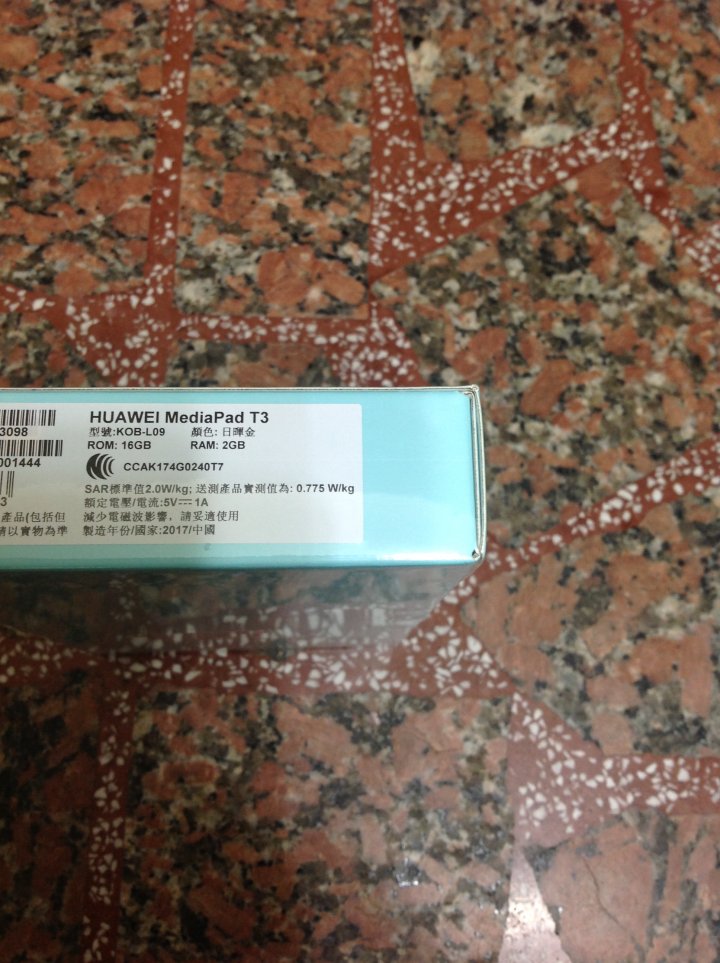 HUAWEI MediaPad T3
3098
型號:KOB-L09 顏色: 日暉金
ROM: 16GB RAM: 2GB
001444
CCAK174G0240T7
SAR標準值2.0W/kg; 送測產品實測值為: 0.775 W/kg
3 額定電壓/電流:5V⎓1A
產品(包括但 減少電磁波影響，請妥適使用
請以實物為準 製造年份/國家:2017/中國